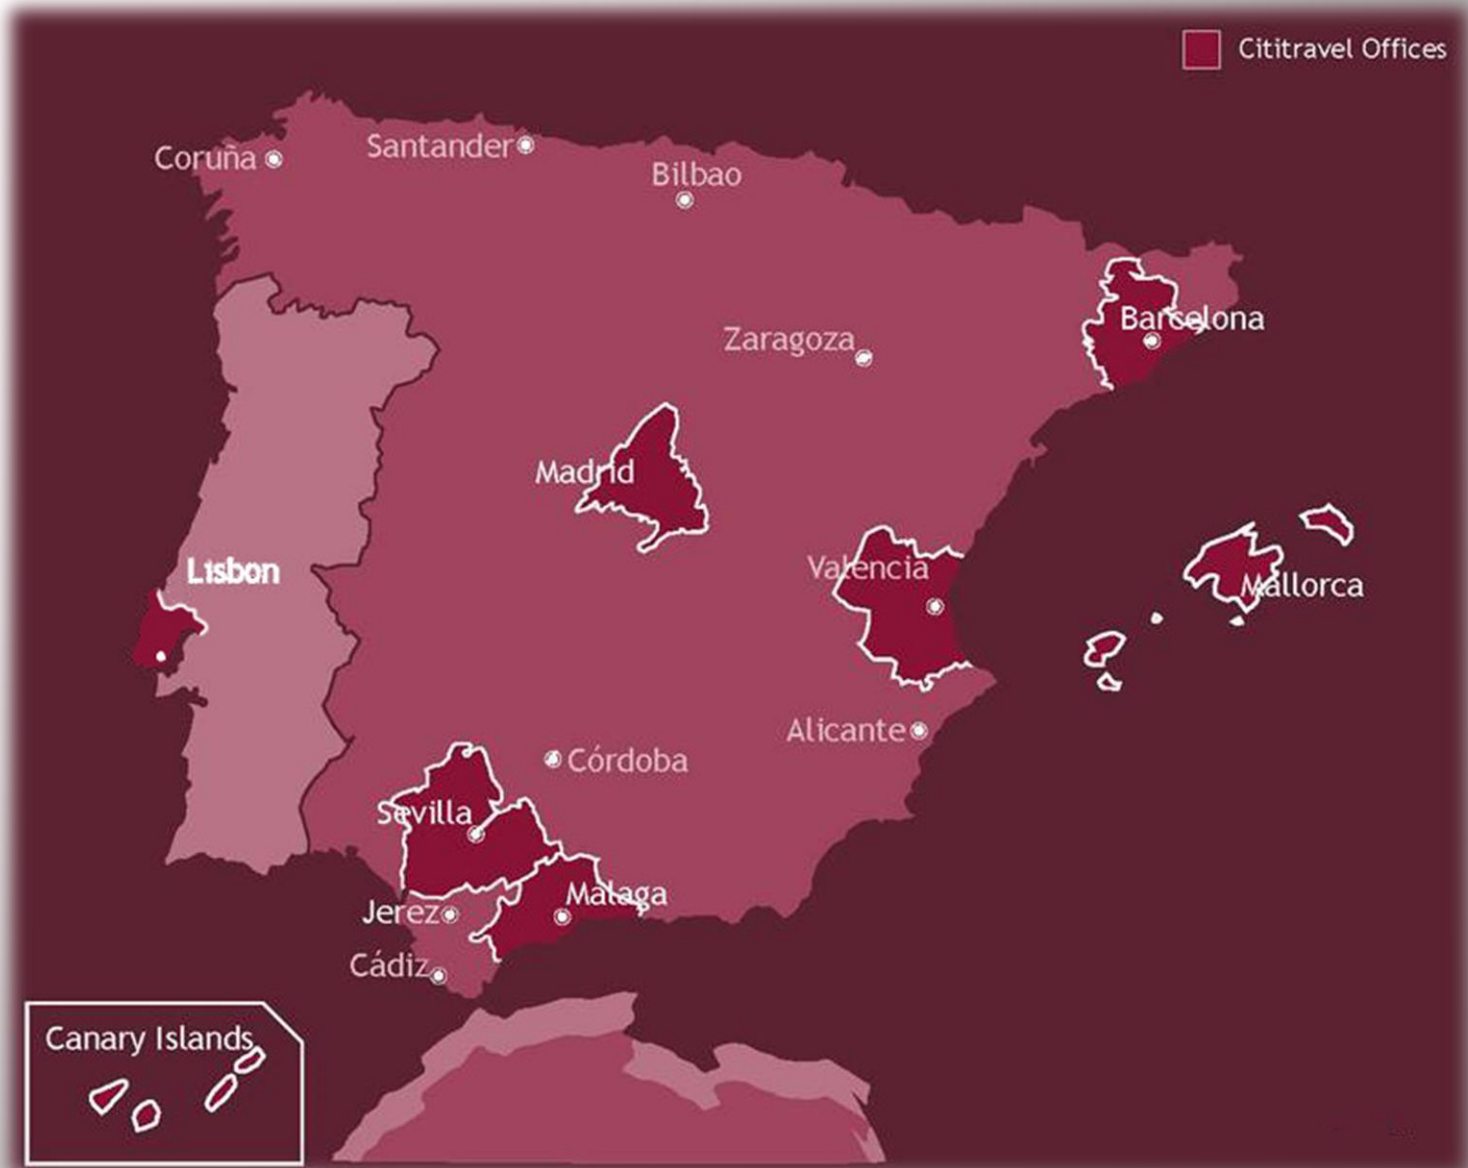 Cititravel Offices
Coruña
Santander
Bilbao
Barcelona
Zaragoza
Madrid
Valencia
Lisbon
Mallorca
Alicante
Córdoba
Sevilla
Malaga
Jerez
Cádiz
Canary Islands